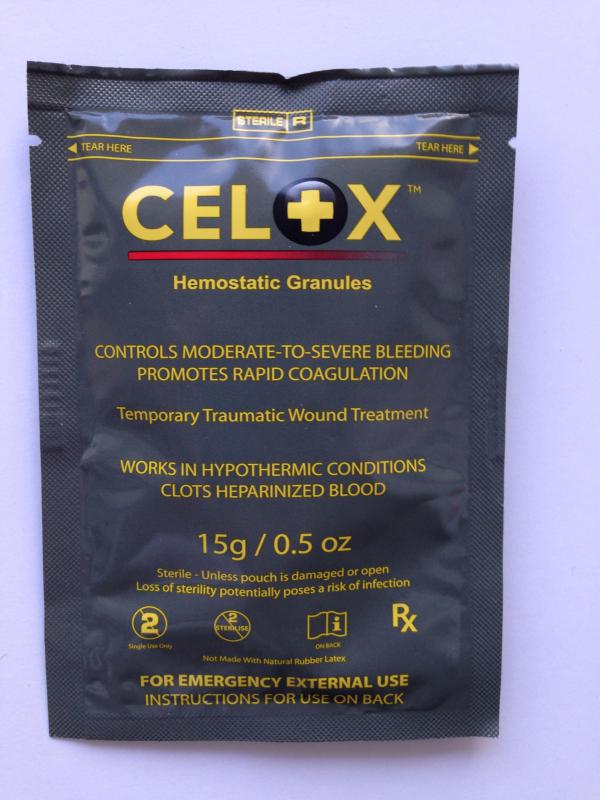 STERILE R
TEAR HERE TEAR HERE
CELOX™
Hemostatic Granules
CONTROLS MODERATE-TO-SEVERE BLEEDING
PROMOTES RAPID COAGULATION
Temporary Traumatic Wound Treatment
WORKS IN HYPOTHERMIC CONDITIONS
CLOTS HEPARINIZED BLOOD
15g / 0.5 oz
Sterile - Unless pouch is damaged or open
Loss of sterility potentially poses a risk of infection
2 2 STERILISE i Rx
Single Use Only ON BACK
Not Made With Natural Rubber Latex
FOR EMERGENCY EXTERNAL USE
INSTRUCTIONS FOR USE ON BACK